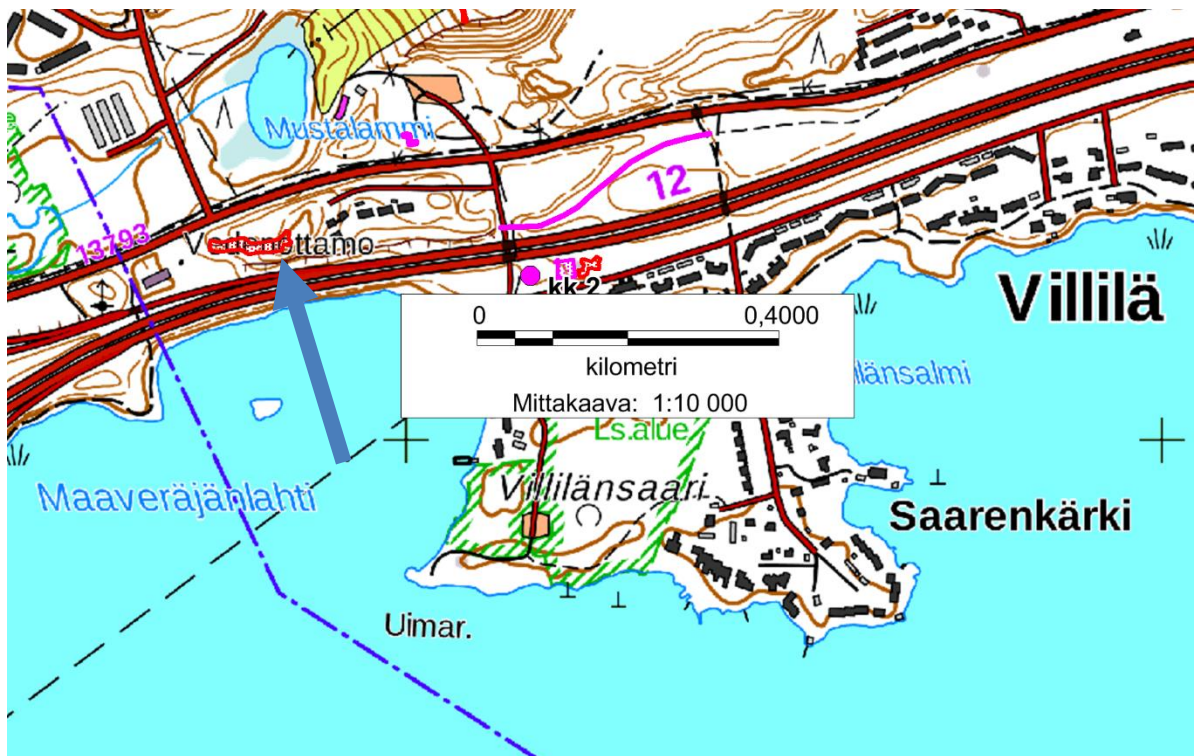 Mustalammi
12
13793
kk 2
Villilä
0 0,4000
kilometri
Mittakaava: 1:10 000
Ls.alue
Maaveräjänlahti
Villilänsaari
Saarenkärki
Uimar.